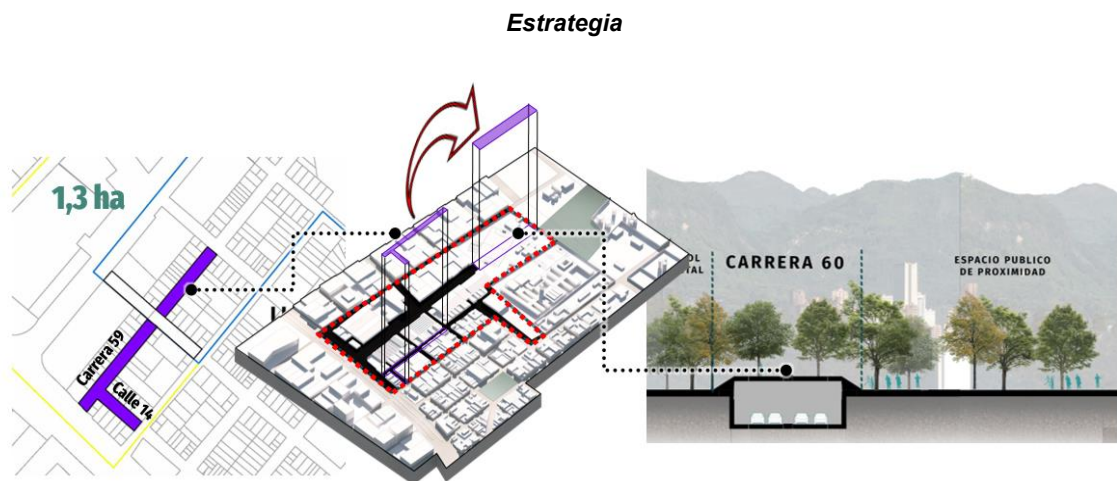 Estrategia
1,3 ha
Carrera 59
Calle 14
CARRERA 60
ESPACIO PUBLICO
DE PROXIMIDAD